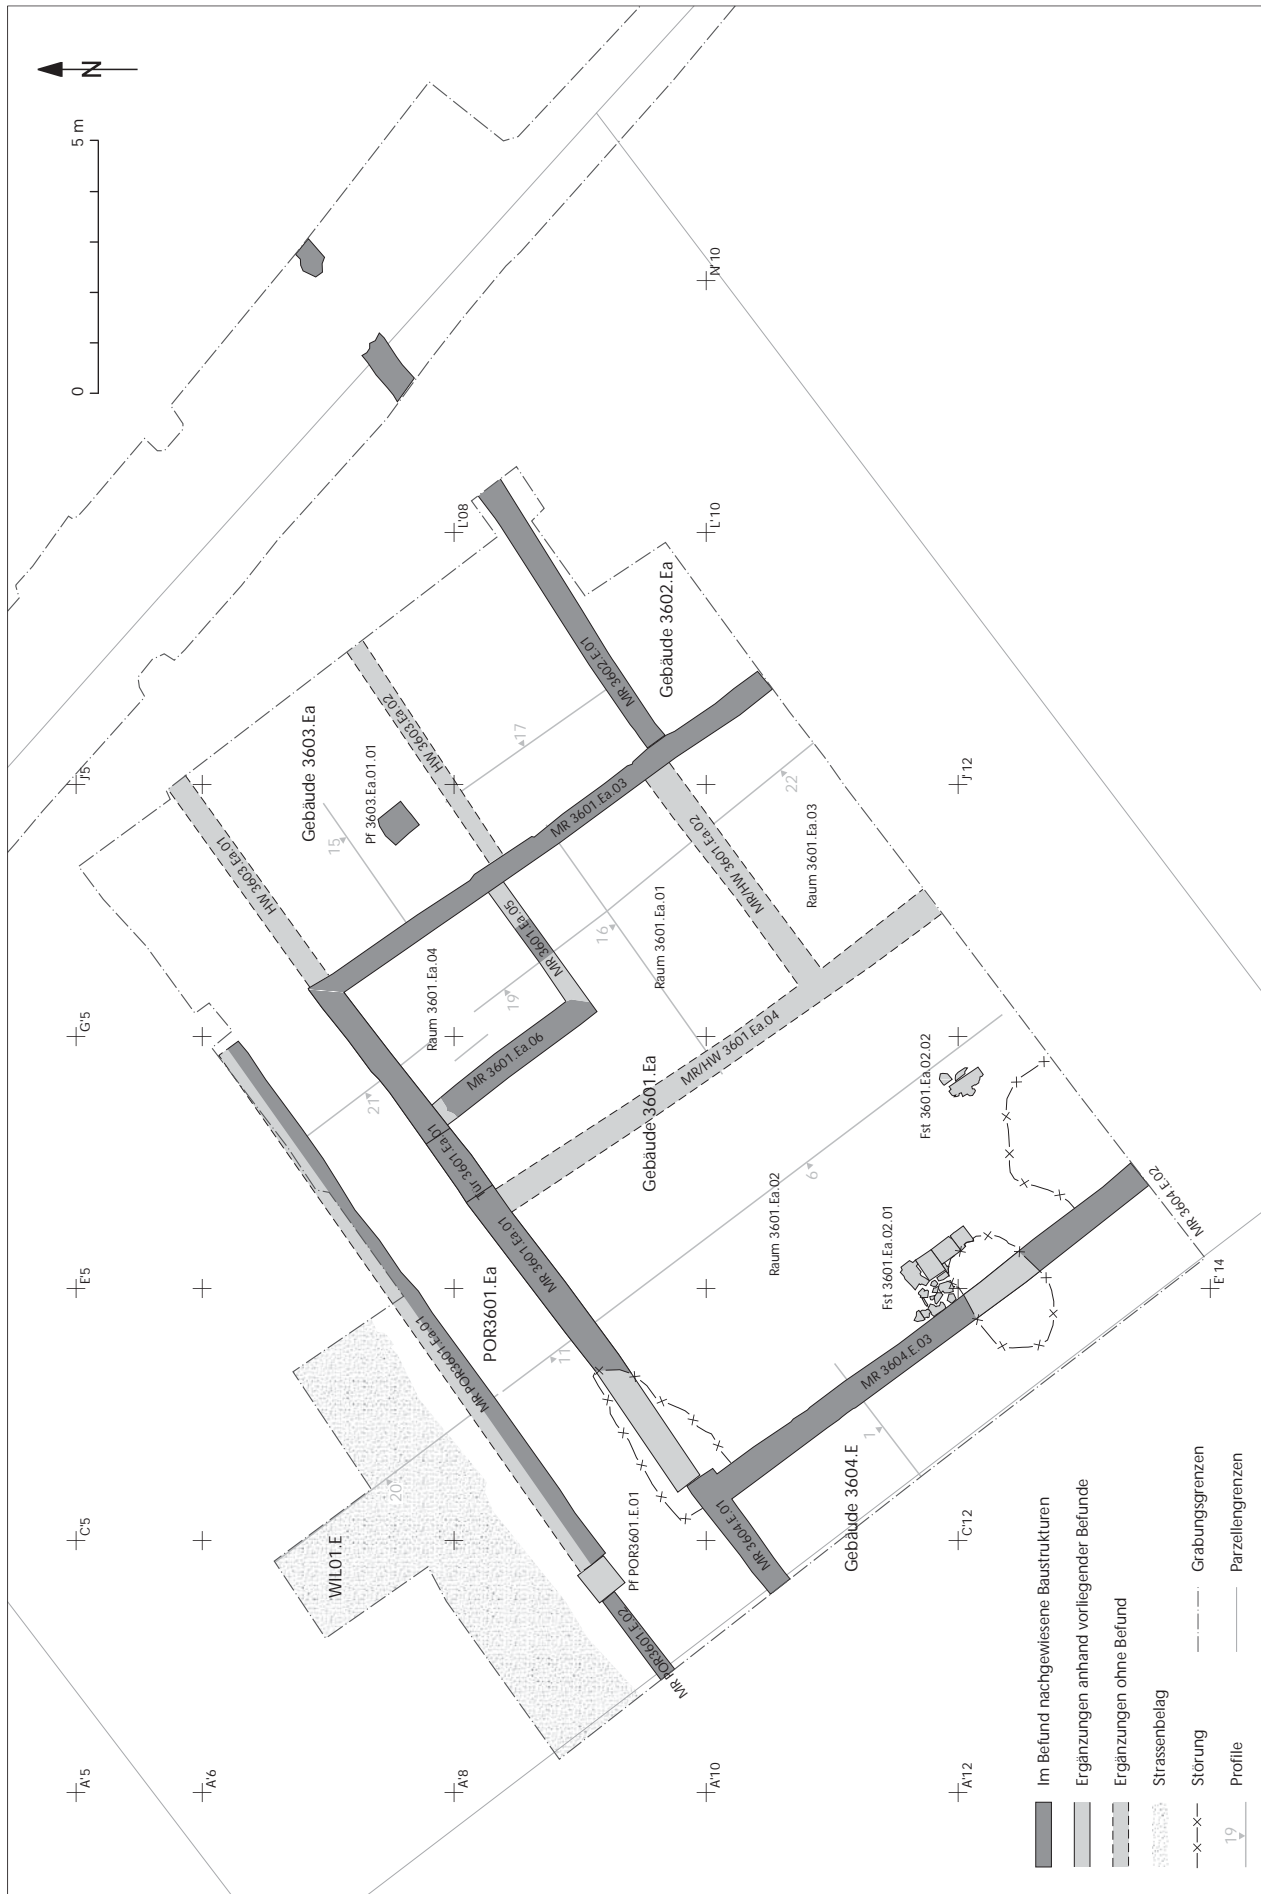 N
0
5 m
A'5
C'5
E'5
G'5
J'5
A'6
A'8
A'10
A'12
C'12
E'14
J'12
L'08
L'10
N'10
WIL01.E
POR3601.Ea
Gebäude 3601.Ea
Gebäude 3602.Ea
Gebäude 3603.Ea
Gebäude 3604.E
Raum 3601.Ea.01
Raum 3601.Ea.02
Raum 3601.Ea.03
Raum 3601.Ea.04
HW 3603.Ea.01
HW 3603.Ea.02
Pf 3603.Ea.01.01
MR 3602.E.01
MR 3601.Ea.03
MR/HW 3601.Ea.02
MR 3601.Ea.05
MR 3601.Ea.06
MR/HW 3601.Ea.04
Tür 3601.Ea.01
MR 3601.Ea.01
MR POR3601.Ea.01
Pf POR3601.E.01
MR POR3601.E.02
MR 3604.E.01
MR 3604.E.03
MR 3604.E.02
Fst 3601.Ea.02.01
Fst 3601.Ea.02.02
15
17
16
22
19
21
6
11
20
1
Im Befund nachgewiesene Baustrukturen
Ergänzungen anhand vorliegender Befunde
Ergänzungen ohne Befund
Strassenbelag
Störung
Grabungsgrenzen
19
Profile
Parzellengrenzen